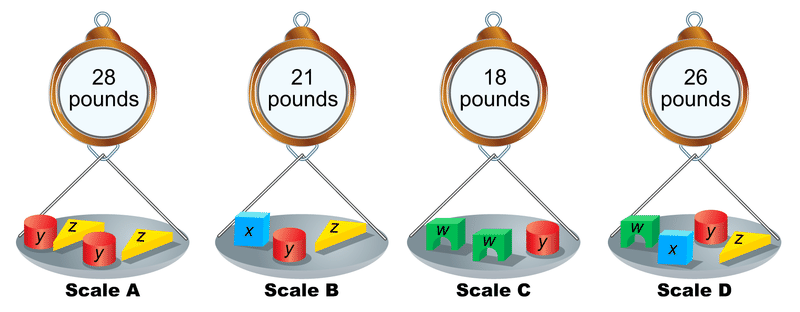 28
pounds
21
pounds
18
pounds
26
pounds
y z y z
x y z
w w y
w x y z
Scale A
Scale B
Scale C
Scale D